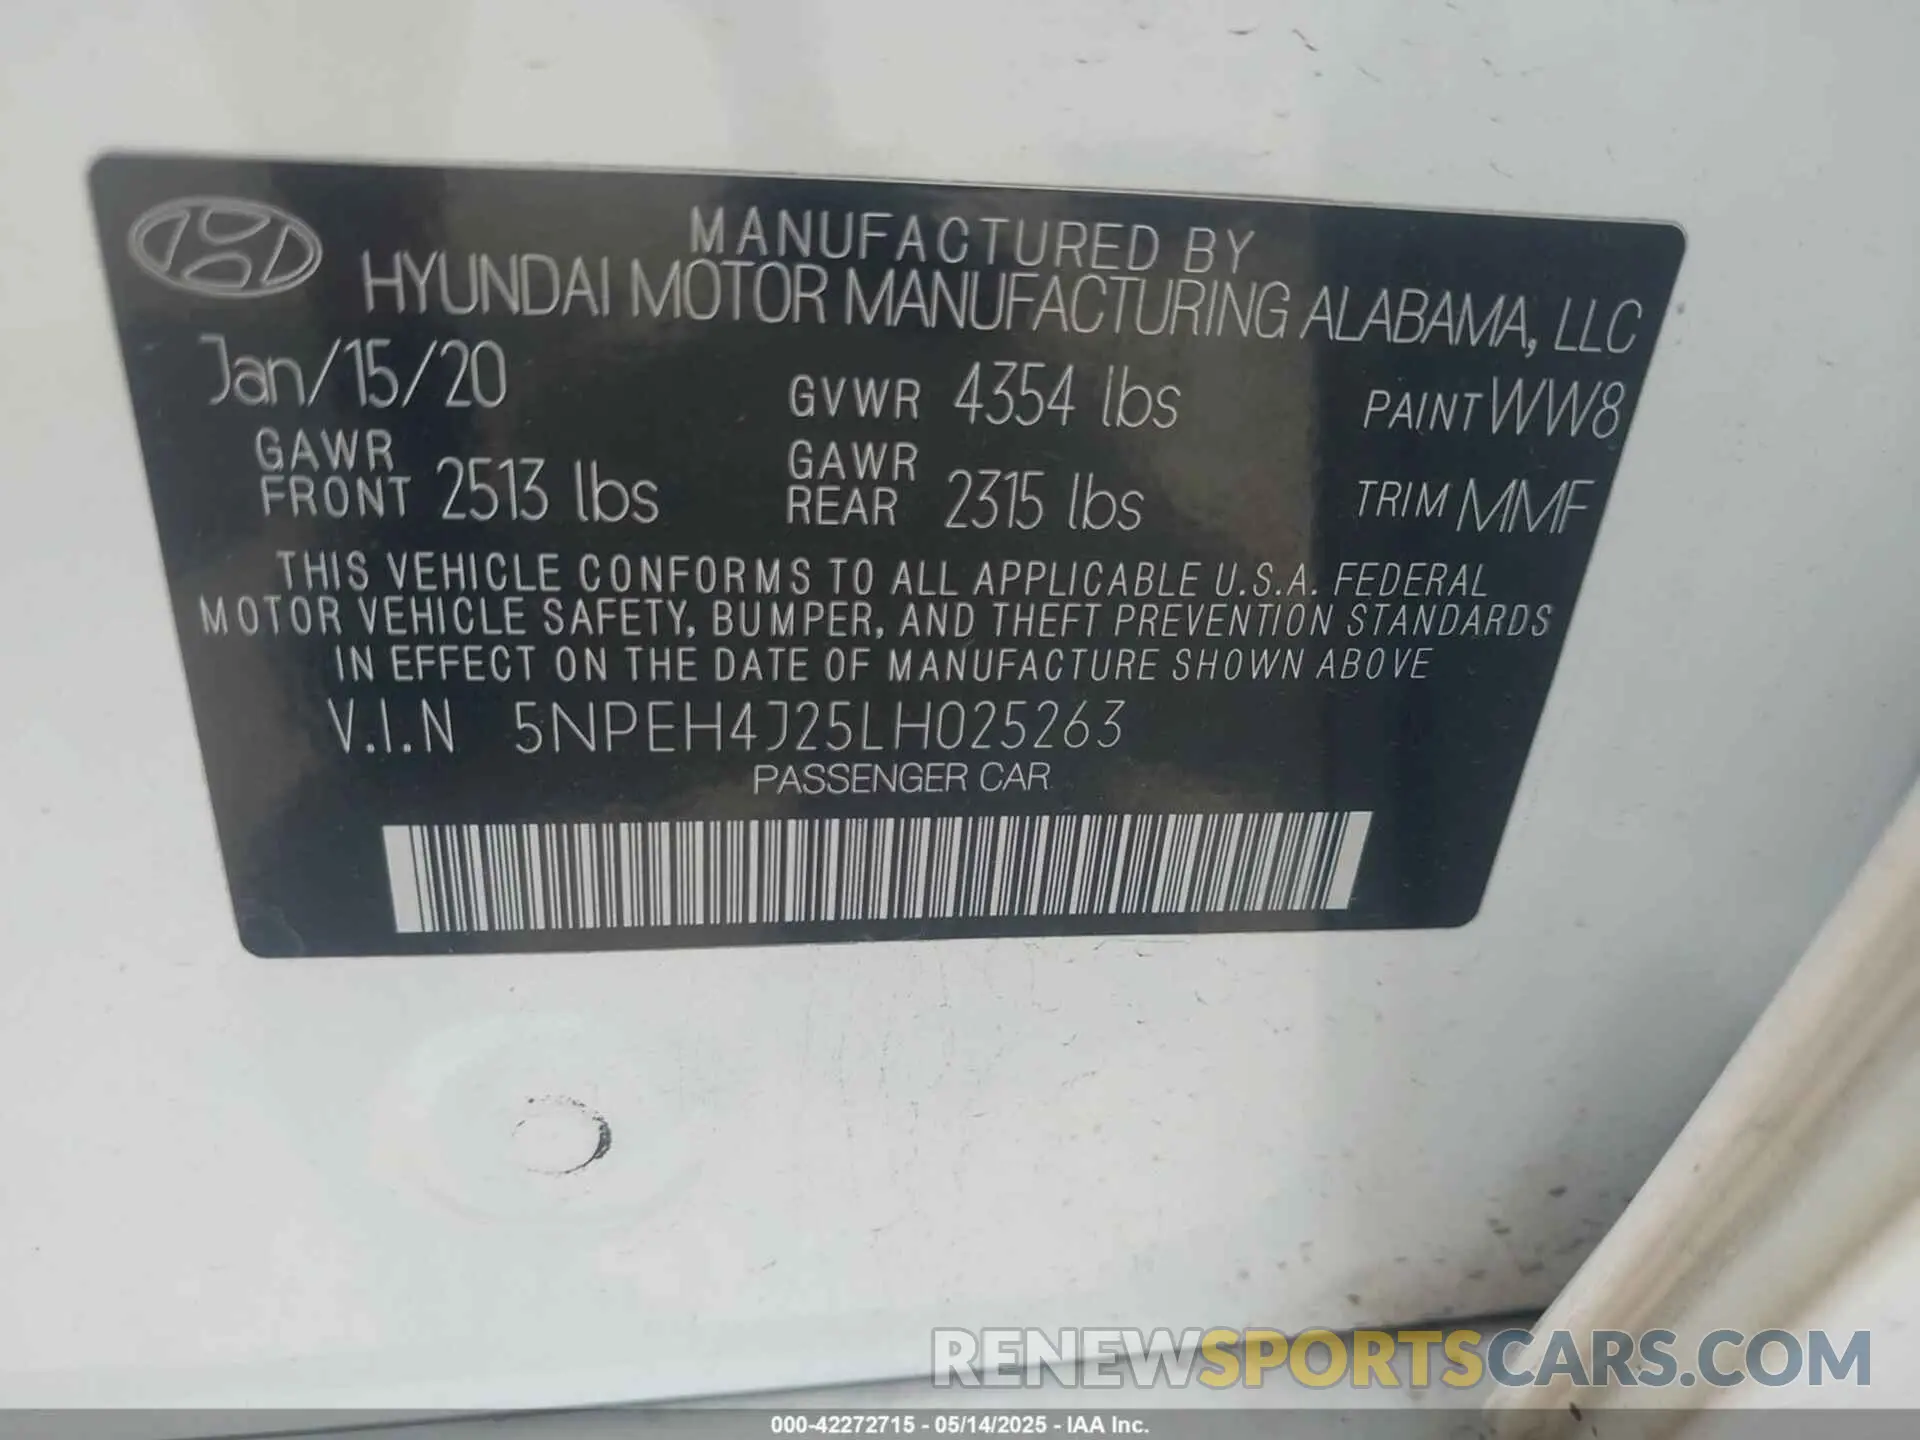 MANUFACTURED BY
HYUNDAI MOTOR MANUFACTURING ALABAMA, LLC
Jan/15/20 GVWR 4354 lbs PAINT WW8
GAWR FRONT 2513 lbs GAWR REAR 2315 lbs TRIM MMF
THIS VEHICLE CONFORMS TO ALL APPLICABLE U.S.A. FEDERAL
MOTOR VEHICLE SAFETY, BUMPER, AND THEFT PREVENTION STANDARDS
IN EFFECT ON THE DATE OF MANUFACTURE SHOWN ABOVE
V.I.N 5NPEH4J25LH025263
PASSENGER CAR
RENEWSPORTSCARS.COM
000-42272715 - 05/14/2025 - IAA Inc.